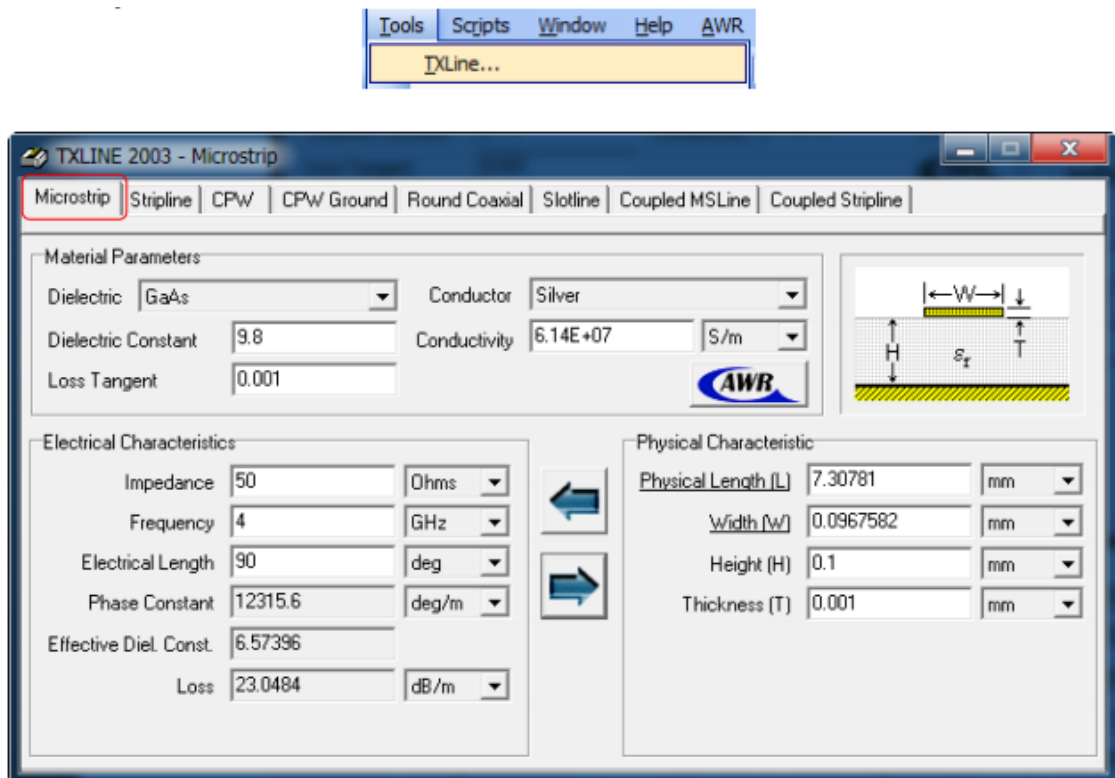 Tools Scripts Window Help AWR
TXLine...
TXLINE 2003 - Microstrip
Microstrip Stripline CPW CPW Ground Round Coaxial Slotline Coupled MSLine Coupled Stripline
Material Parameters
Dielectric GaAs Conductor Silver
Dielectric Constant 9.8 Conductivity 6.14E+07 S/m
Loss Tangent 0.001 AWR
←W→
H εr T
Electrical Characteristics
Impedance 50 Ohms
Frequency 4 GHz
Electrical Length 90 deg
Phase Constant 12315.6 deg/m
Effective Diel. Const. 6.57396
Loss 23.0484 dB/m
Physical Characteristic
Physical Length (L) 7.30781 mm
Width (W) 0.0967582 mm
Height (H) 0.1 mm
Thickness (T) 0.001 mm